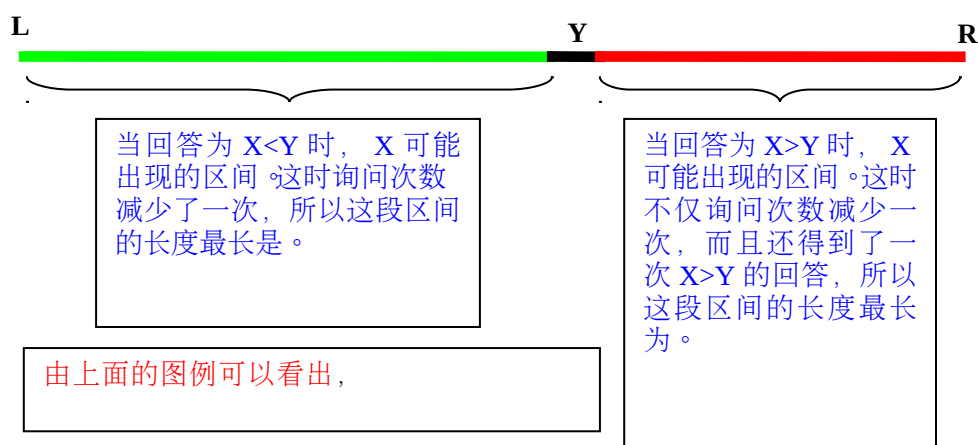 L Y R
当回答为 X<Y 时， X 可能
出现的区间。这时询问次数
减少了一次，所以这段区间
的长度最长是。
当回答为 X>Y 时， X
可能出现的区间。这时
不仅询问次数减少一
次，而且还得到了一
次 X>Y 的回答，所以
这段区间的长度最长
为。
由上面的图例可以看出，